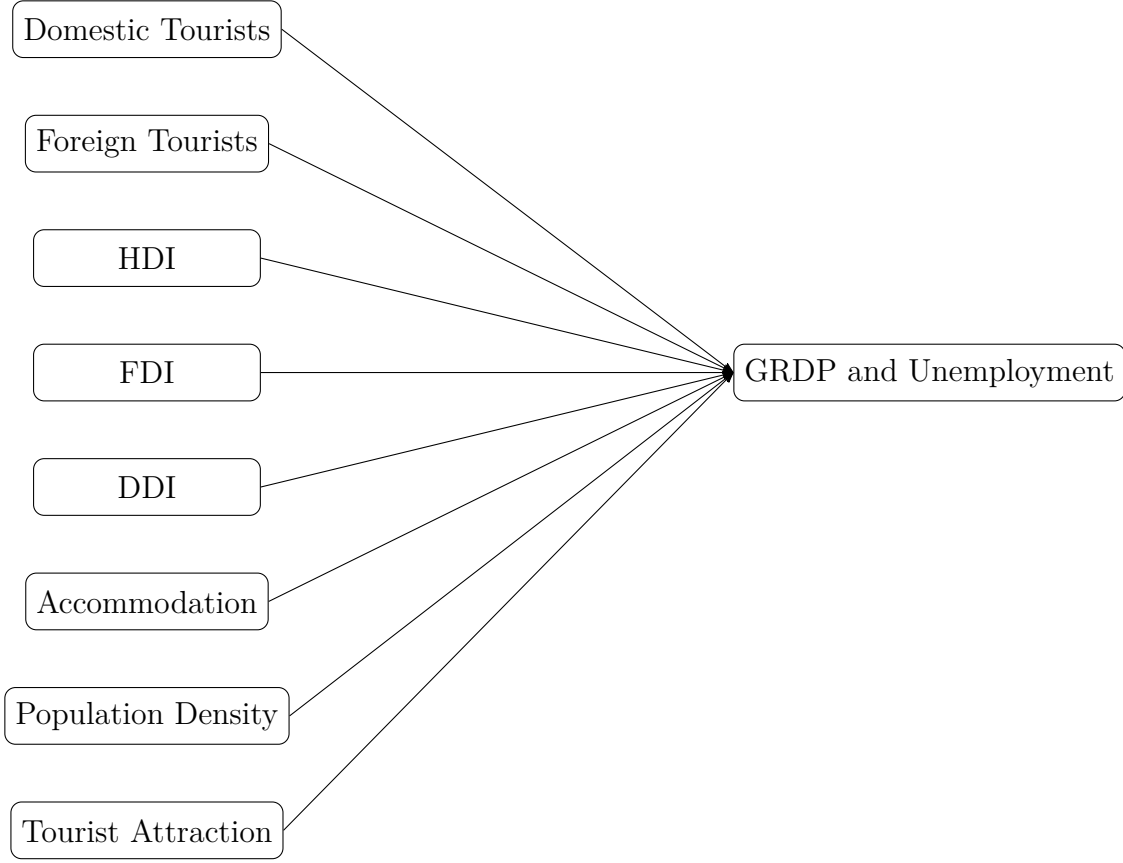 Domestic Tourists
Foreign Tourists
HDI
FDI
GRDP and Unemployment
DDI
Accommodation
Population Density
Tourist Attraction